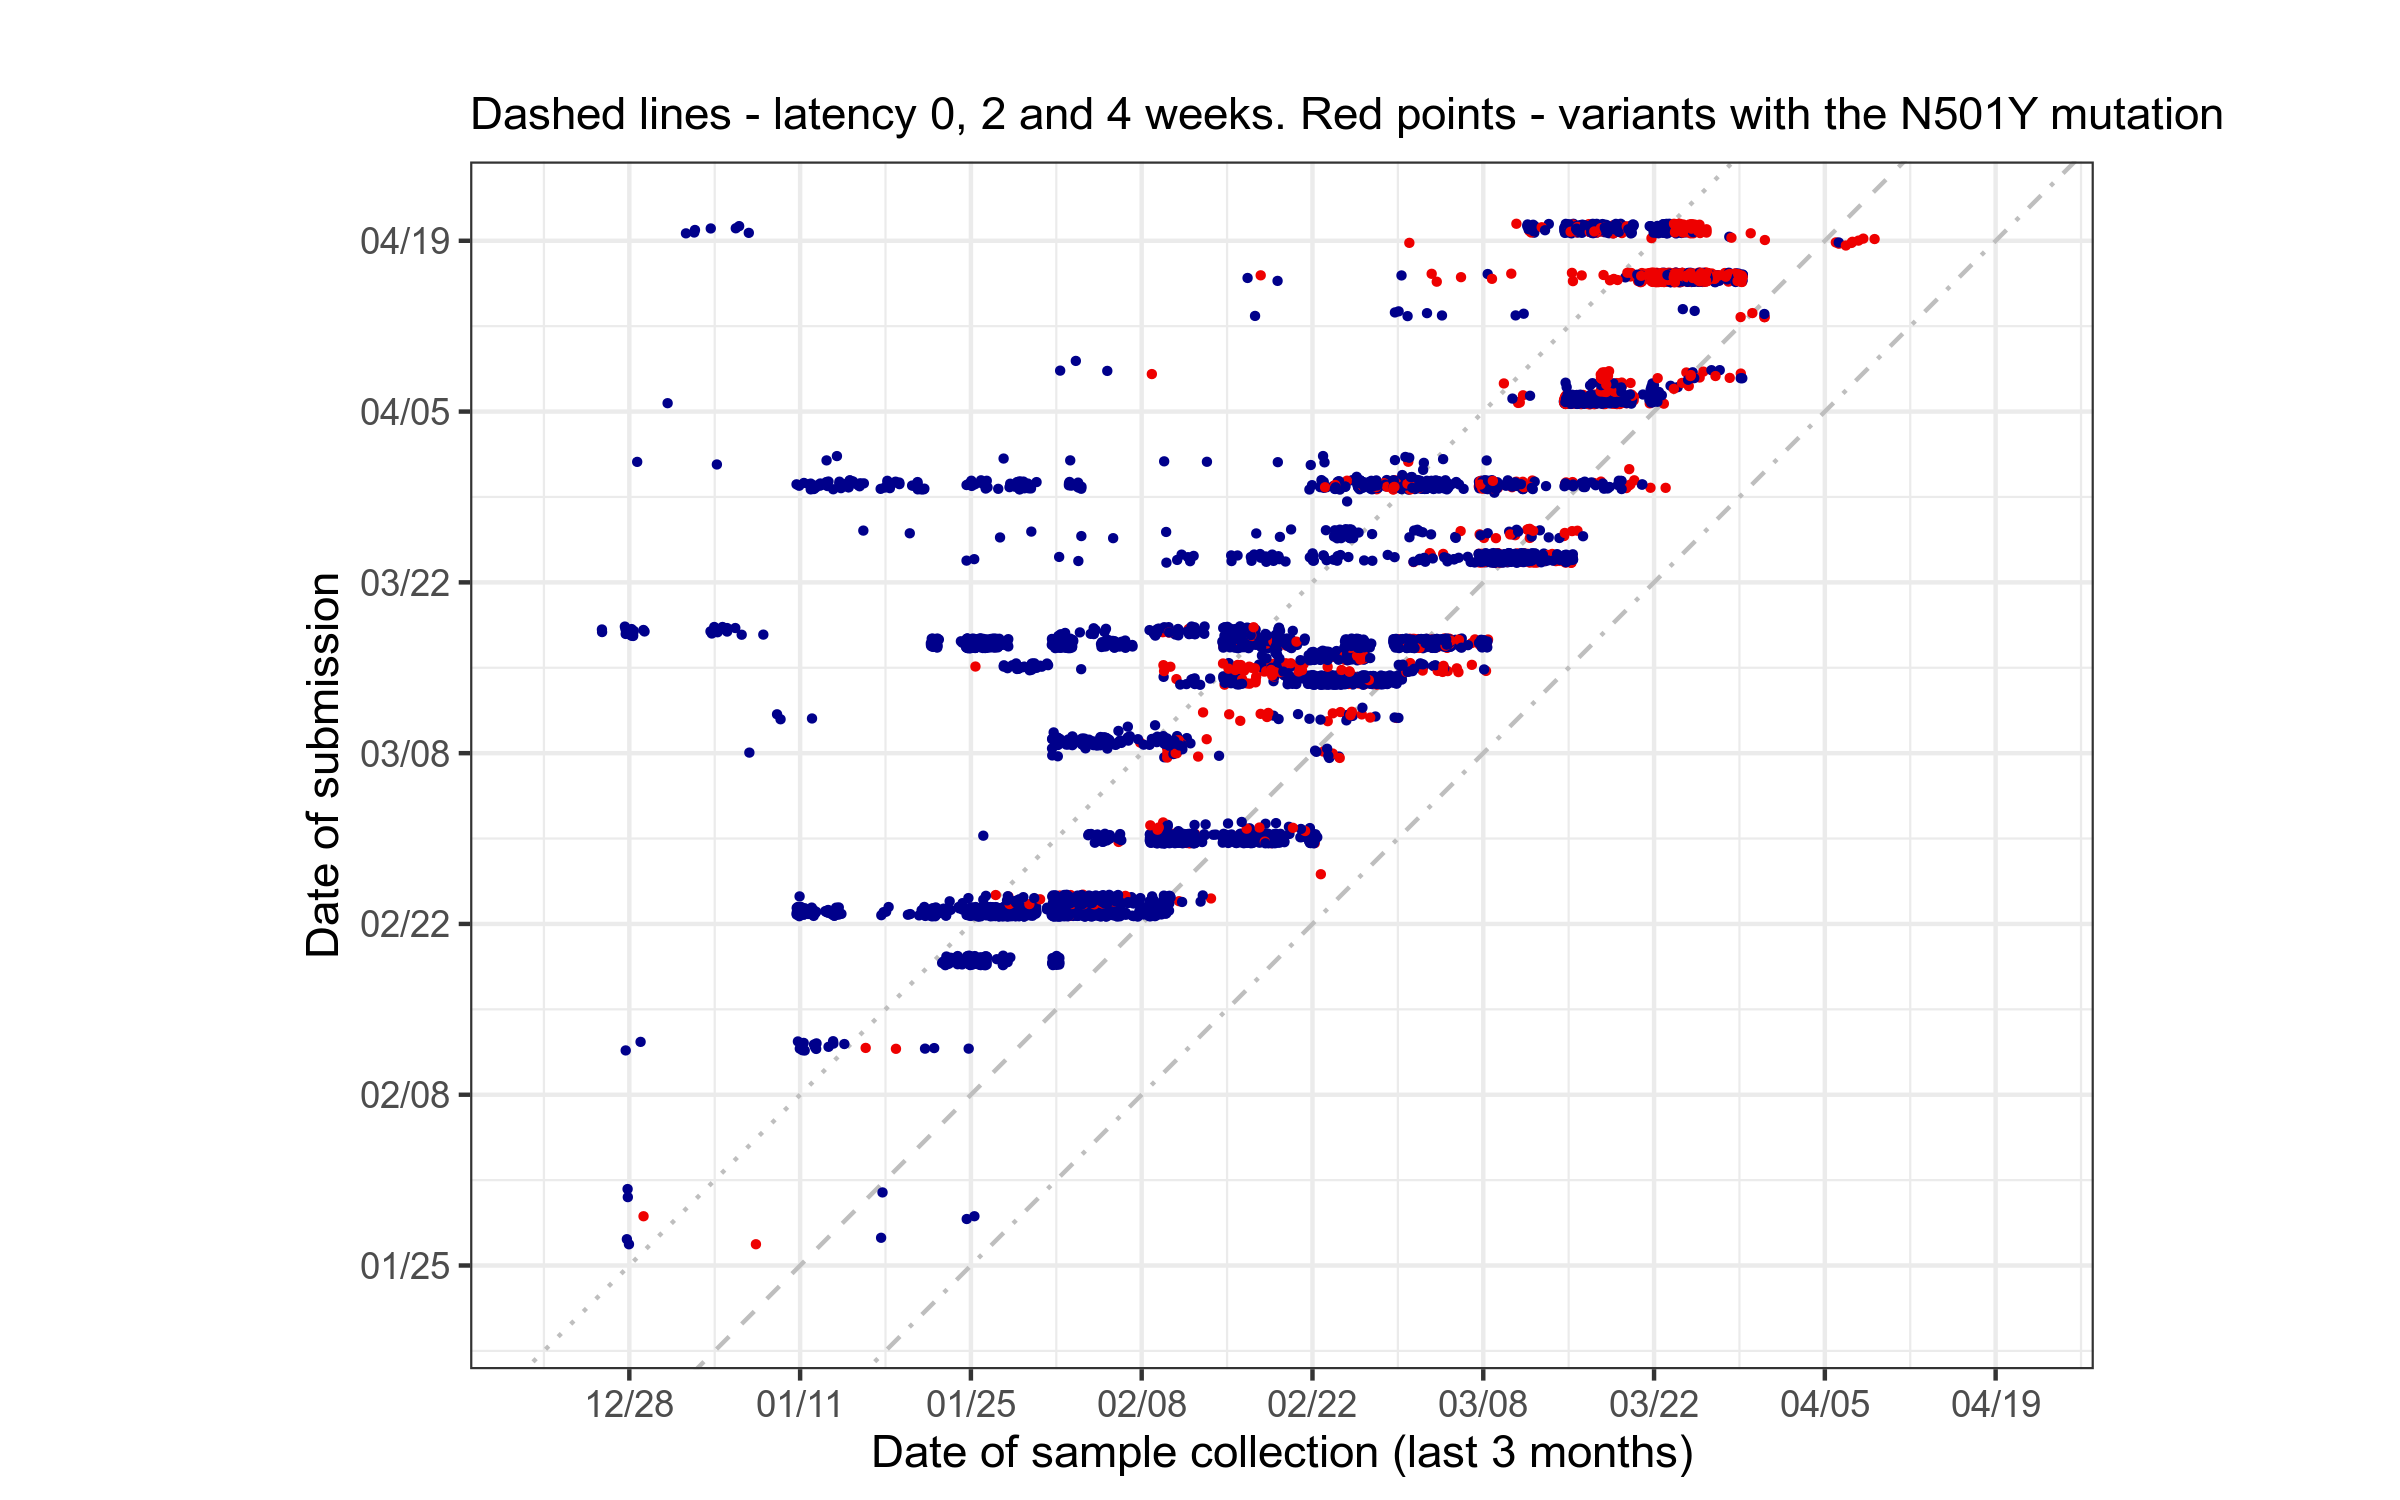 Dashed lines - latency 0, 2 and 4 weeks. Red points - variants with the N501Y mutation
Date of submission
04/19
04/05
03/22
03/08
02/22
02/08
01/25
12/28 01/11 01/25 02/08 02/22 03/08 03/22 04/05 04/19
Date of sample collection (last 3 months)